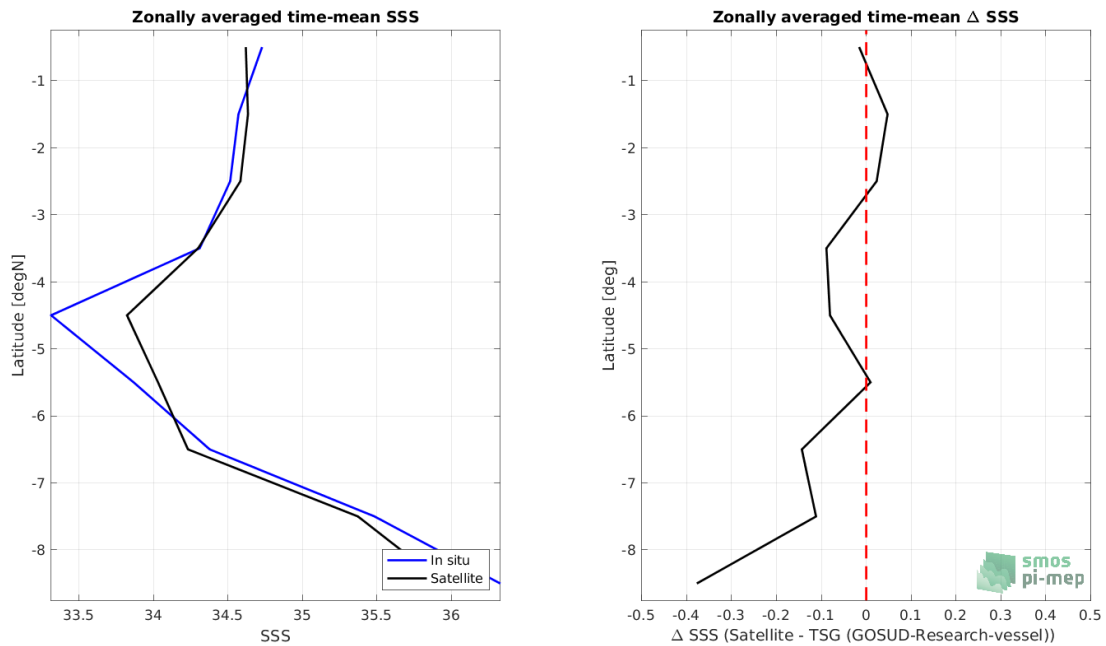 Zonally averaged time-mean SSS
-1
-2
-3
-4
-5
-6
-7
-8
Latitude [degN]
33.5 34 34.5 35 35.5 36
SSS
In situ
Satellite
Zonally averaged time-mean Δ SSS
-1
-2
-3
-4
-5
-6
-7
-8
Latitude [deg]
-0.5 -0.4 -0.3 -0.2 -0.1 0 0.1 0.2 0.3 0.4 0.5
Δ SSS (Satellite - TSG (GOSUD-Research-vessel))
smos
pi-mep